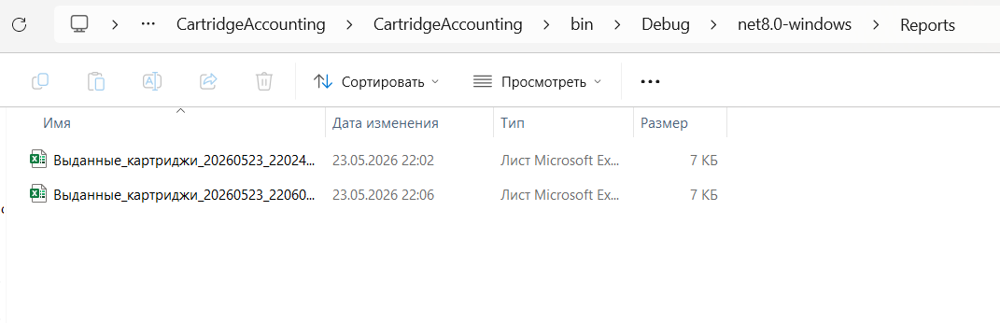 CartridgeAccounting > CartridgeAccounting > bin > Debug > net8.0-windows > Reports
Сортировать Просмотреть
Имя Дата изменения Тип Размер
Выданные_картриджи_20260523_22024... 23.05.2026 22:02 Лист Microsoft Ex... 7 КБ
Выданные_картриджи_20260523_22060... 23.05.2026 22:06 Лист Microsoft Ex... 7 КБ